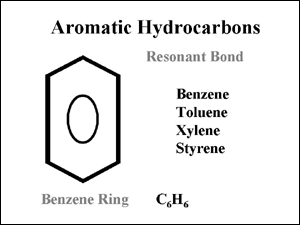 Aromatic Hydrocarbons
Resonant Bond
Benzene
Toluene
Xylene
Styrene
Benzene Ring
C₆H₆